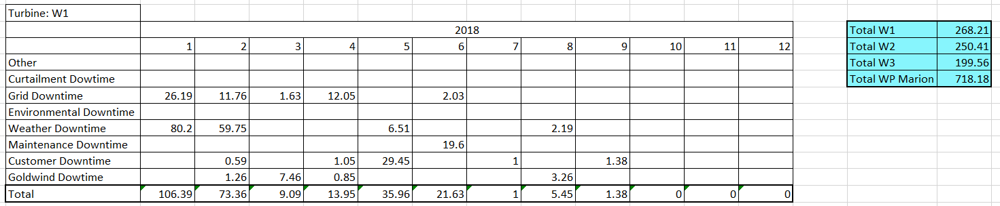 Turbine: W1
2018 Total W1 268.21
1 2 3 4 5 6 7 8 9 10 11 12 Total W2 250.41
Other Total W3 199.56
Curtailment Dowtime Total WP Marion 718.18
Grid Downtime 26.19 11.76 1.63 12.05 2.03
Environmental Downtime
Weather Downtime 80.2 59.75 6.51 2.19
Maintenance Downtime 19.6
Customer Downtime 0.59 1.05 29.45 1 1.38
Goldwind Dowtime 1.26 7.46 0.85 3.26
Total 106.39 73.36 9.09 13.95 35.96 21.63 1 5.45 1.38 0 0 0